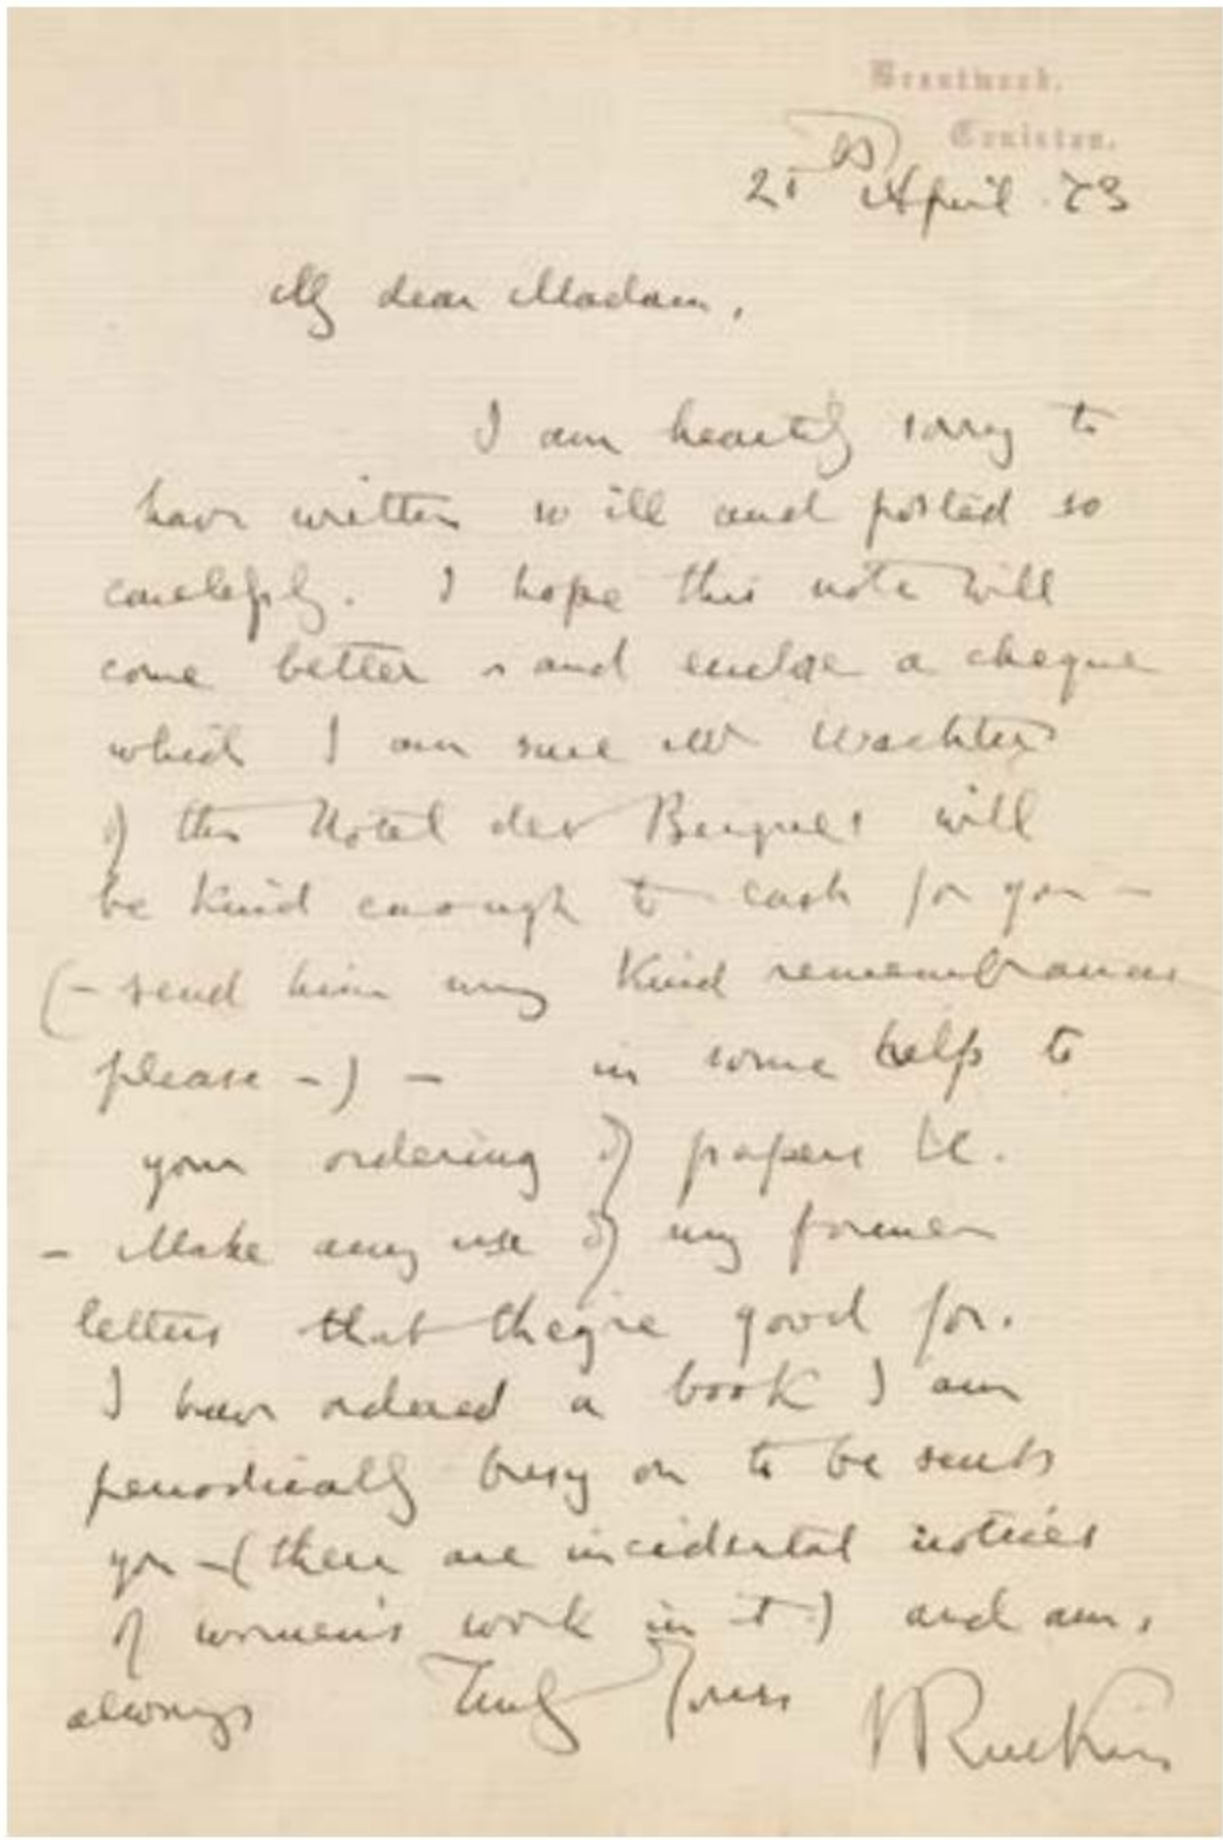 Brantwood.
Coniston.
21st April. 83
My dear Madam,
I am heartily sorry to
have written so ill and posted so
carelessly. I hope this note will
come better, and enclose a cheque
which I am sure Mr Wachter
of the Hotel des Bergues will
be kind enough to cash for you –
(– send him my kind remembrances
please –) – in some help to
your ordering of papers &c.
– Make any use of my former
letters that they're good for.
I have ordered a book I am
periodically busy on to be sent
you – (there are incidental notices
of women's work in it) and am,
always Truly Yours JRuskin